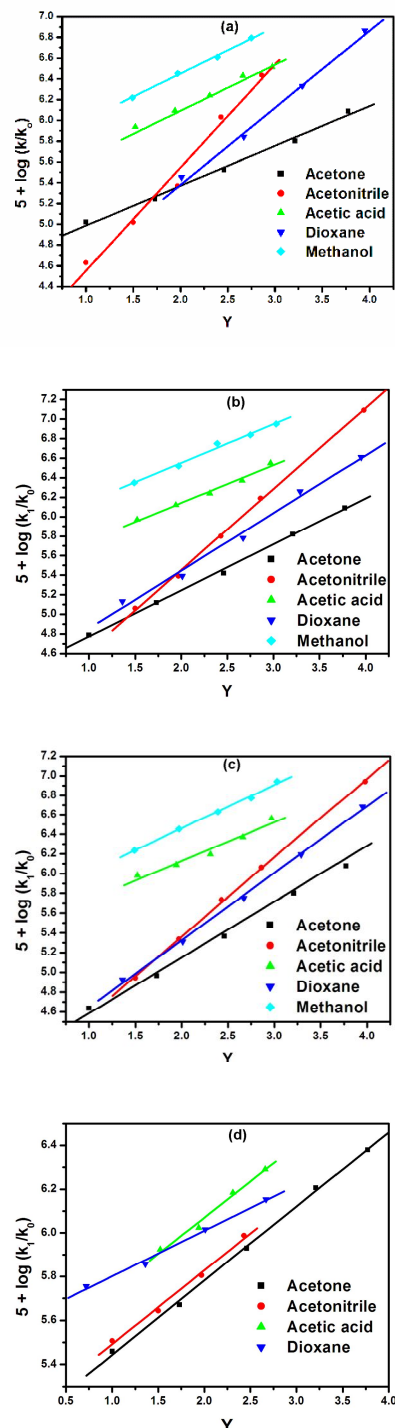 (a)
7.0
6.8
6.6
6.4
6.2
6.0
5.8
5.6
5.4
5.2
5.0
4.8
4.6
4.4
5 + log (k/k₀)
Acetone
Acetonitrile
Acetic acid
Dioxane
Methanol
1.0 1.5 2.0 2.5 3.0 3.5 4.0
Y
(b)
7.2
7.0
6.8
6.6
6.4
6.2
6.0
5.8
5.6
5.4
5.2
5.0
4.8
4.6
5 + log (k₁/k₀)
Acetone
Acetonitrile
Acetic acid
Dioxane
Methanol
1.0 1.5 2.0 2.5 3.0 3.5 4.0
Y
(c)
7.2
7.0
6.8
6.6
6.4
6.2
6.0
5.8
5.6
5.4
5.2
5.0
4.8
4.6
5 + log (k₁/k₀)
Acetone
Acetonitrile
Acetic acid
Dioxane
Methanol
1.0 1.5 2.0 2.5 3.0 3.5 4.0
Y
(d)
6.4
6.2
6.0
5.8
5.6
5.4
5 + log (k₁/k₀)
Acetone
Acetonitrile
Acetic acid
Dioxane
0.5 1.0 1.5 2.0 2.5 3.0 3.5 4.0
Y